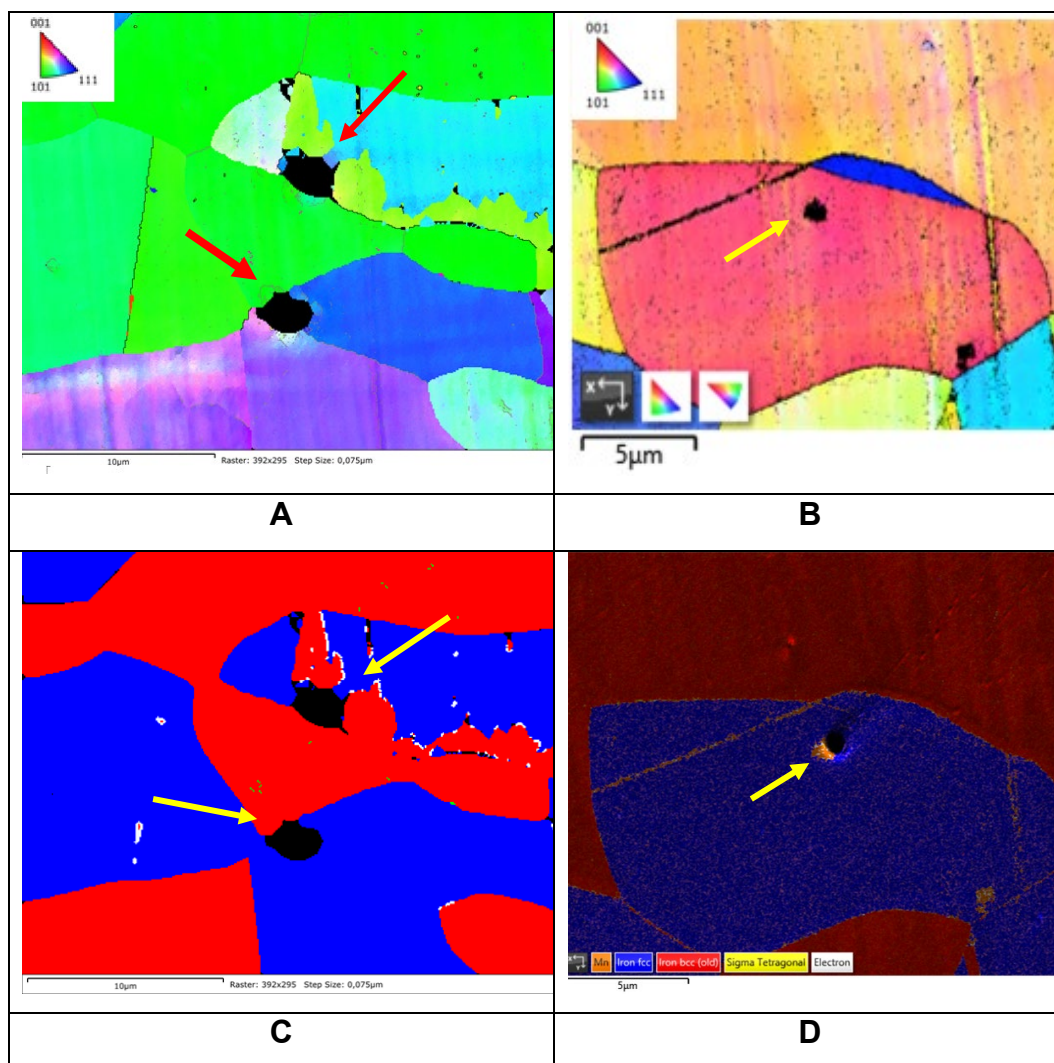 001
101
111
10µm
Raster: 392x295 Step Size: 0,075µm
A
001
101
111
X
Y
5µm
B
10µm
Raster: 392x295 Step Size: 0,075µm
C
Mn
Iron fcc
Iron bcc (old)
Sigma Tetragonal
Electron
5µm
D